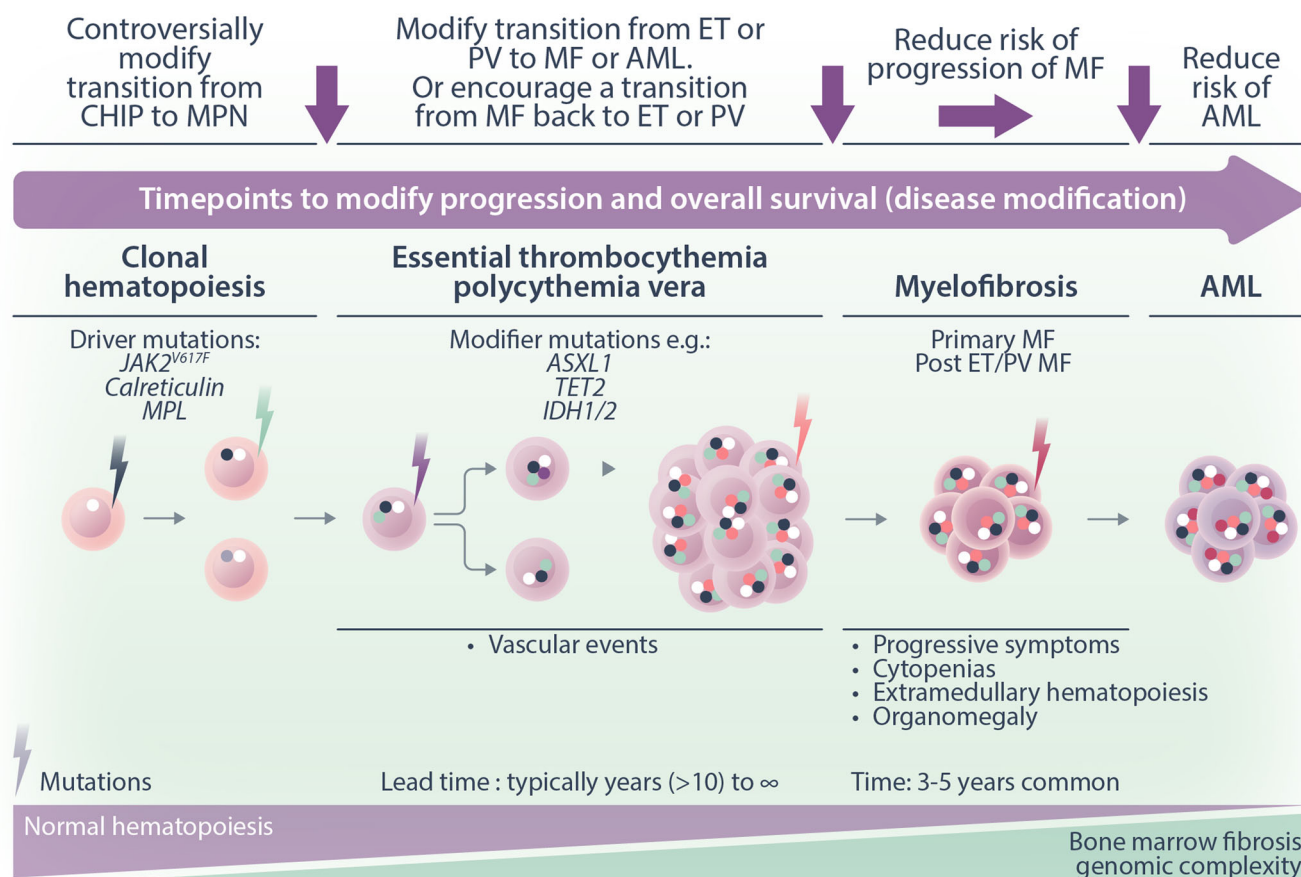 Controversially
modify
transition from
CHIP to MPN
Modify transition from ET or
PV to MF or AML.
Or encourage a transition
from MF back to ET or PV
Reduce risk of
progression of MF
Reduce
risk of
AML
Timepoints to modify progression and overall survival (disease modification)
Clonal
hematopoiesis
Essential thrombocythemia
polycythemia vera
Myelofibrosis
AML
Driver mutations:
JAK2V617F
Calreticulin
MPL
Modifier mutations e.g.:
ASXL1
TET2
IDH1/2
Primary MF
Post ET/PV MF
• Vascular events
• Progressive symptoms
• Cytopenias
• Extramedullary hematopoiesis
• Organomegaly
Mutations
Lead time : typically years (>10) to ∞
Time: 3-5 years common
Normal hematopoiesis
Bone marrow fibrosis
genomic complexity